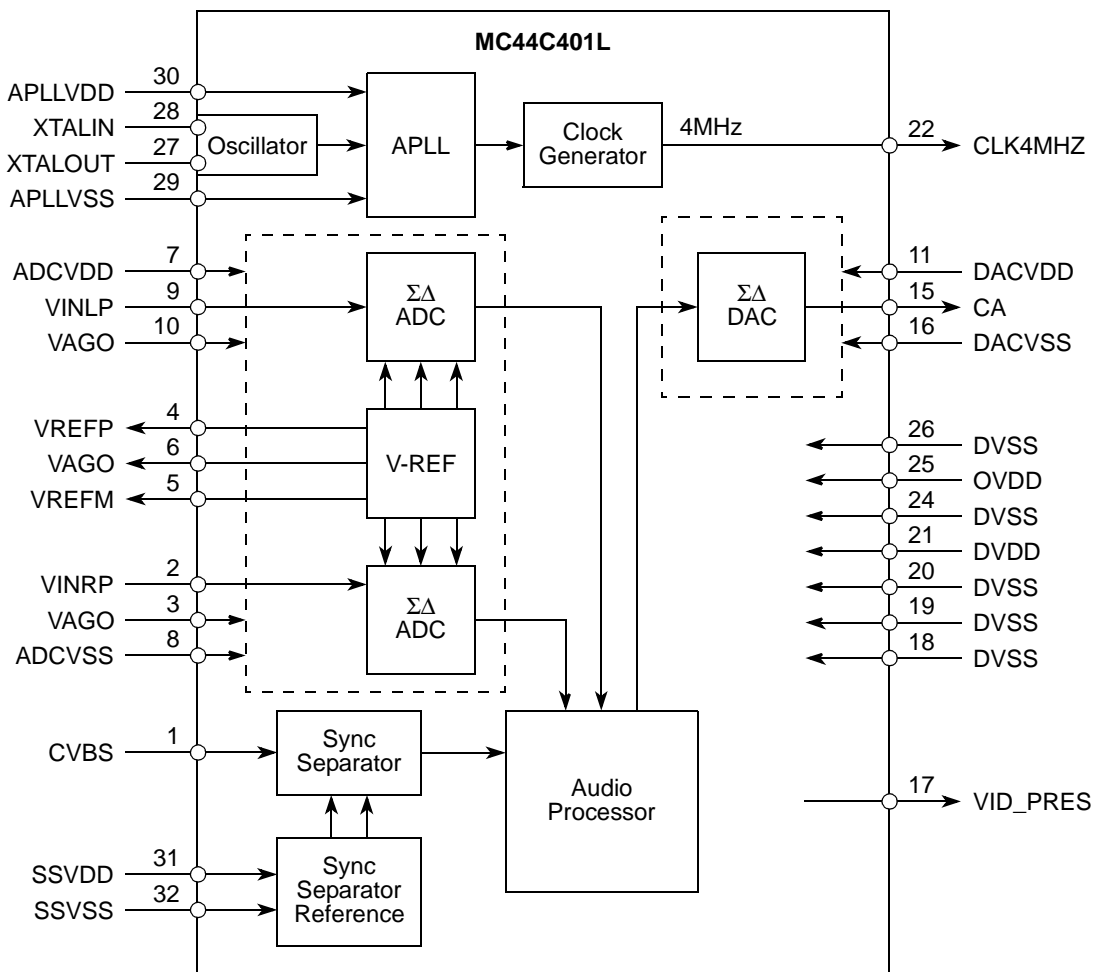 MC44C401L
APLLVDD 30
XTALIN 28
XTALOUT 27
APLLVSS 29
Oscillator
APLL
Clock
Generator
4MHz
22 CLK4MHZ
ADCVDD 7
VINLP 9
VAGO 10
ΣΔ
ADC
ΣΔ
DAC
11 DACVDD
15 CA
16 DACVSS
VREFP 4
VAGO 6
VREFM 5
V-REF
26 DVSS
25 OVDD
24 DVSS
21 DVDD
20 DVSS
19 DVSS
18 DVSS
VINRP 2
VAGO 3
ADCVSS 8
ΣΔ
ADC
CVBS 1
Sync
Separator
Audio
Processor
17 VID_PRES
SSVDD 31
SSVSS 32
Sync
Separator
Reference